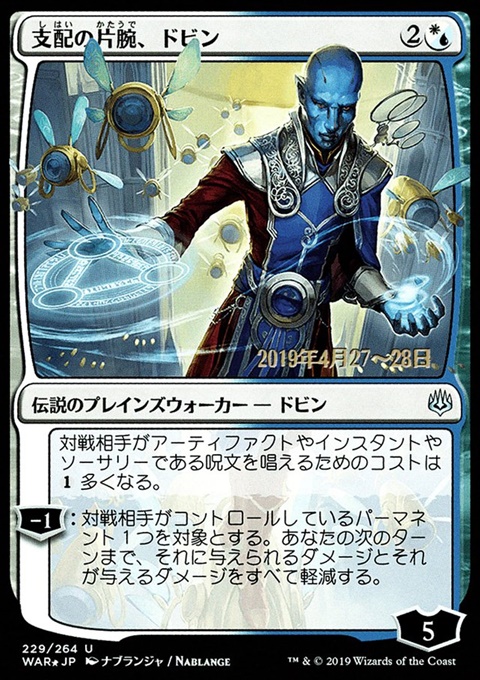 しはい かたうで
支配の片腕、ドビン
2
2019年4月27~28日
伝説のプレインズウォーカー — ドビン
対戦相手がアーティファクトやインスタントや
ソーサリーである呪文を唱えるためのコストは
1 多くなる。
-1:対戦相手がコントロールしているパーマネ
ント1つを対象とする。あなたの次のター
ンまで、それに与えられるダメージとそれ
が与えるダメージをすべて軽減する。
5
229/264 U
WAR★JP ナブランジャ / NABLANGE
™ & © 2019 Wizards of the Coast